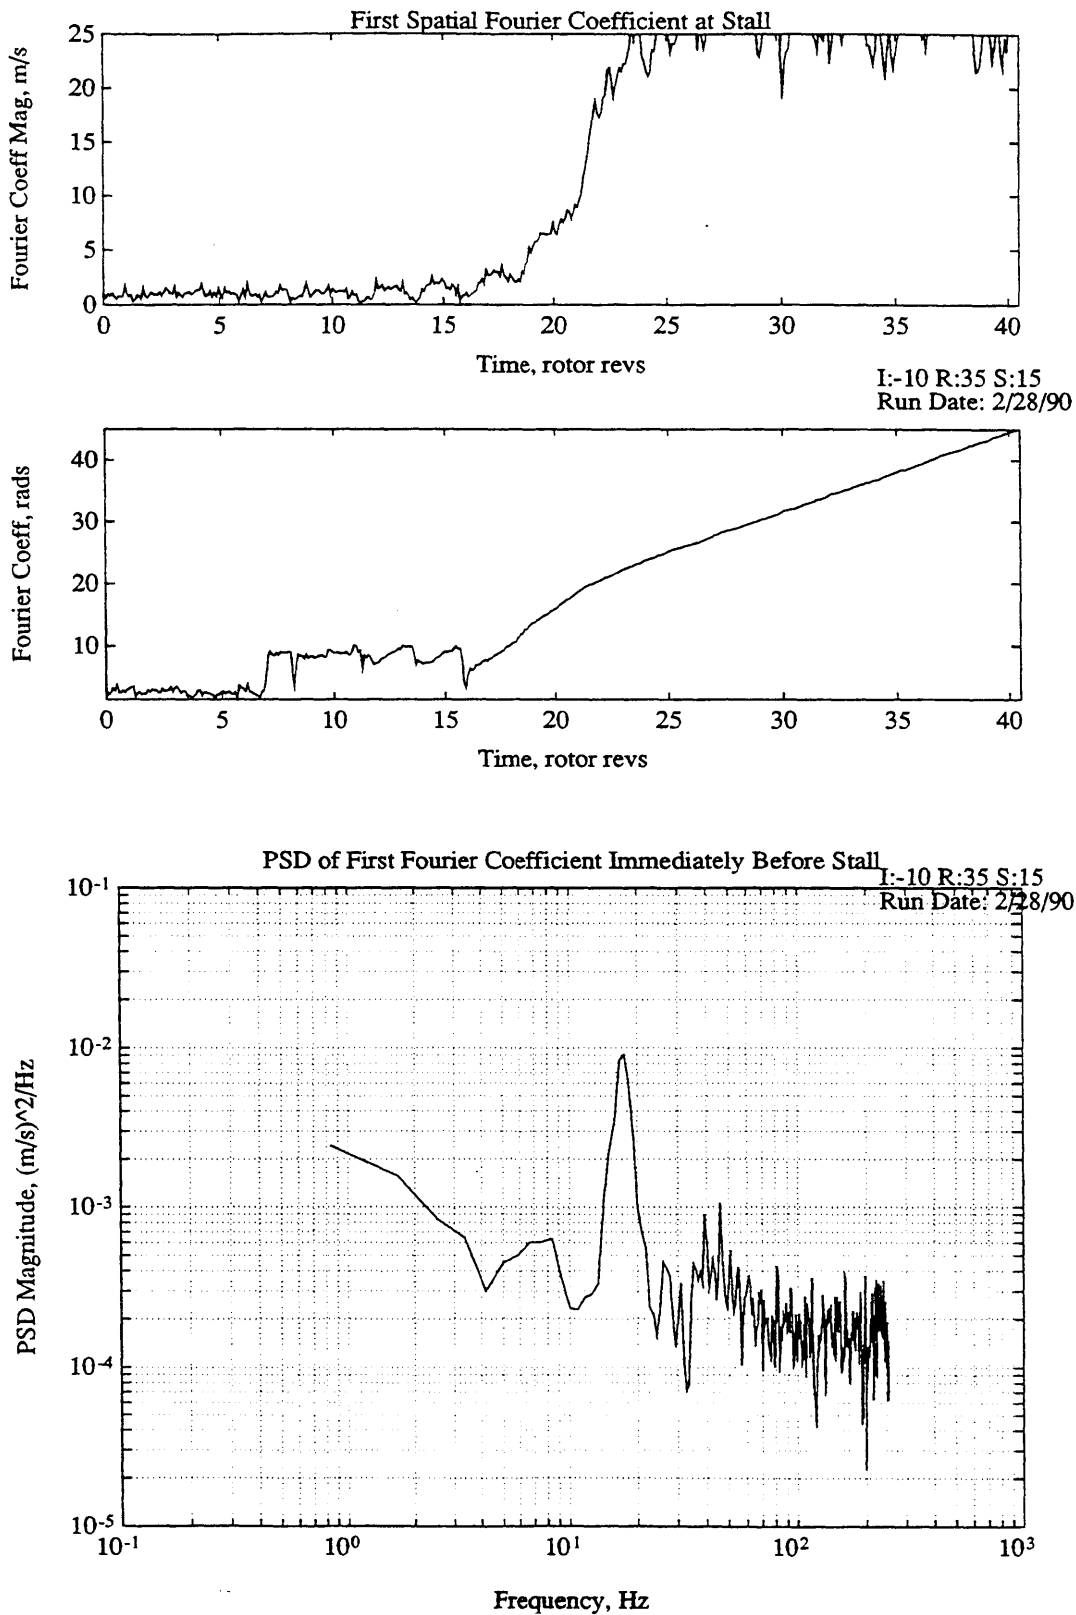 First Spatial Fourier Coefficient at Stall
Fourier Coeff Mag, m/s
25
20
15
10
5
0
0 5 10 15 20 25 30 35 40
Time, rotor revs
I:-10 R:35 S:15
Run Date: 2/28/90
Fourier Coeff, rads
40
30
20
10
0 5 10 15 20 25 30 35 40
Time, rotor revs
PSD of First Fourier Coefficient Immediately Before Stall
I:-10 R:35 S:15
Run Date: 2/28/90
PSD Magnitude, (m/s)^2/Hz
10-1
10-2
10-3
10-4
10-5
10-1 100 101 102 103
Frequency, Hz